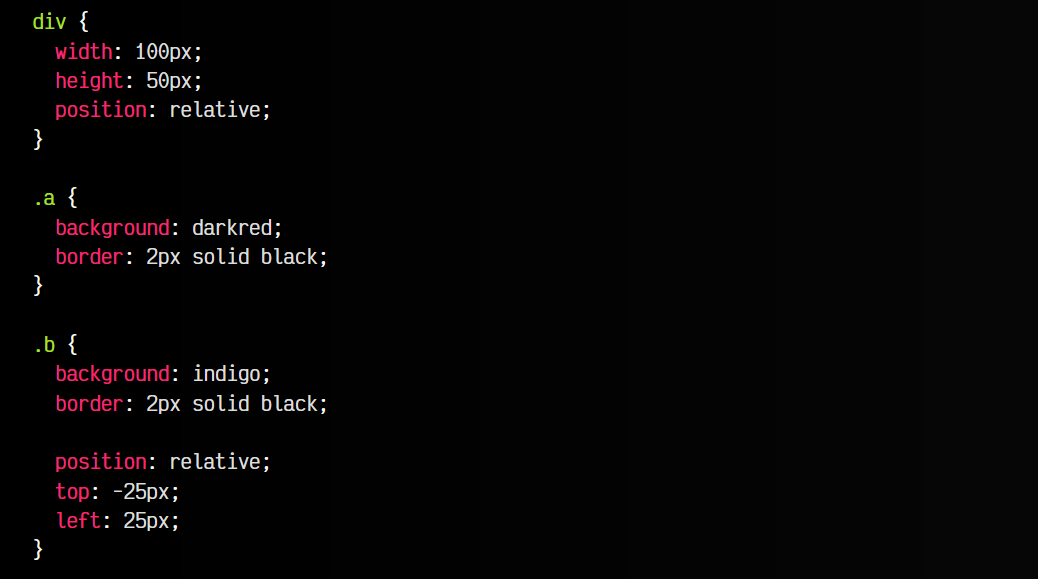 div {
  width: 100px;
  height: 50px;
  position: relative;
}

.a {
  background: darkred;
  border: 2px solid black;
}

.b {
  background: indigo;
  border: 2px solid black;

  position: relative;
  top: -25px;
  left: 25px;
}